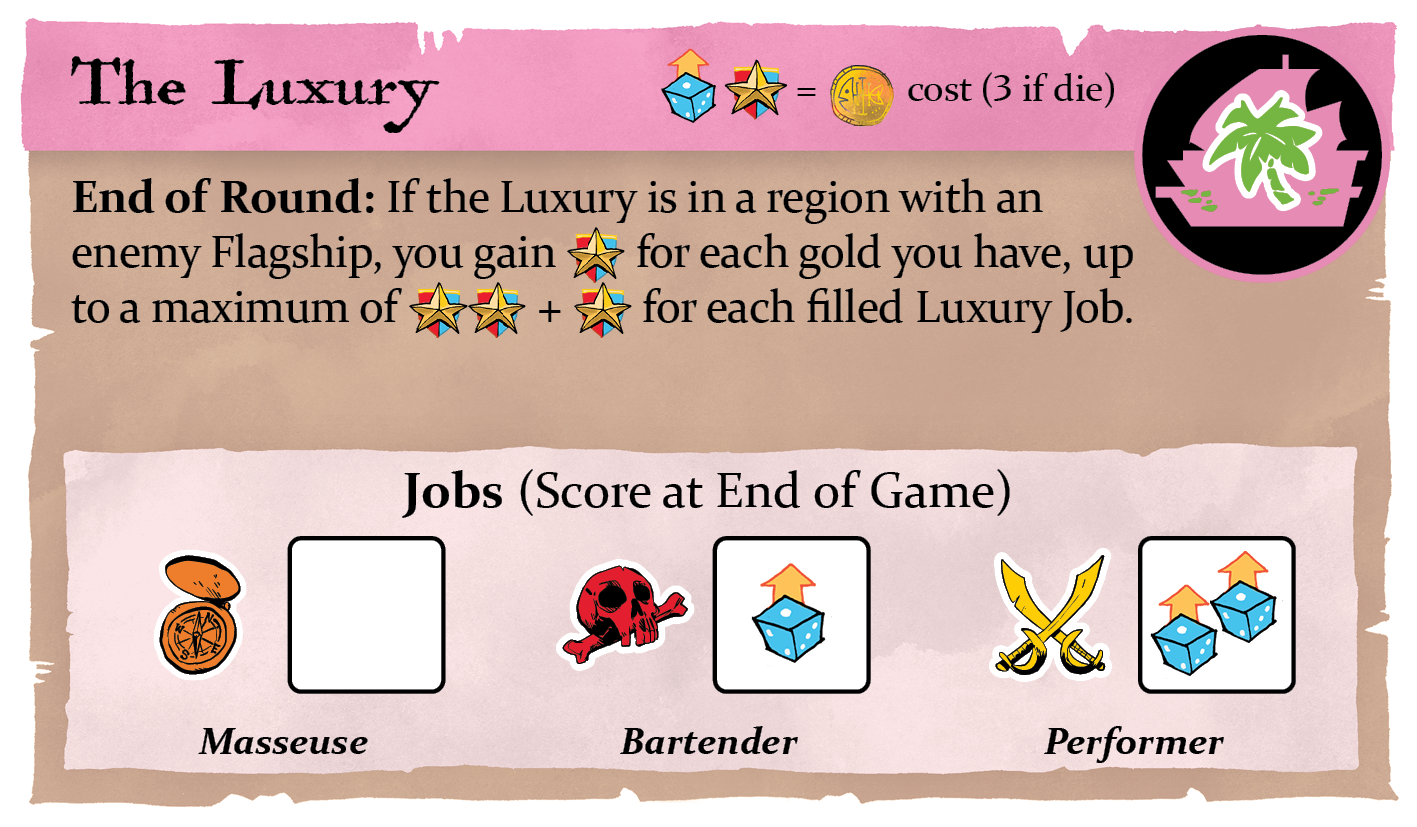 The Luxury
= cost (3 if die)
End of Round: If the Luxury is in a region with an
enemy Flagship, you gain for each gold you have, up
to a maximum of + for each filled Luxury Job.
Jobs (Score at End of Game)
Masseuse
Bartender
Performer